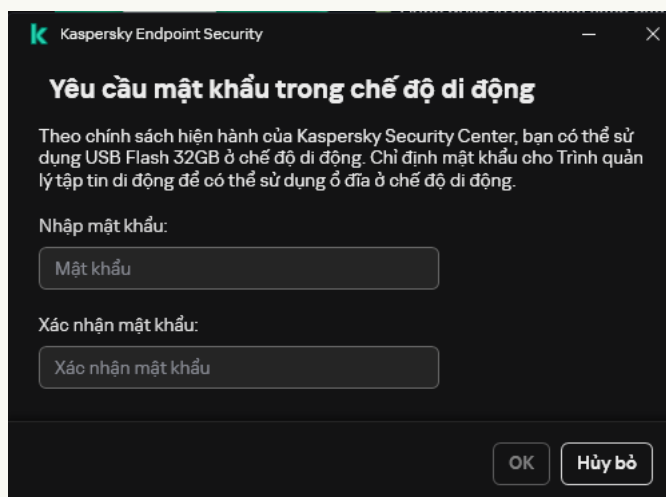 Kaspersky Endpoint Security
Yêu cầu mật khẩu trong chế độ di động
Theo chính sách hiện hành của Kaspersky Security Center, bạn có thể sử
dụng USB Flash 32GB ở chế độ di động. Chỉ định mật khẩu cho Trình quản
lý tập tin di động để có thể sử dụng ổ đĩa ở chế độ di động.
Nhập mật khẩu:
Mật khẩu
Xác nhận mật khẩu:
Xác nhận mật khẩu
OK Hủy bỏ